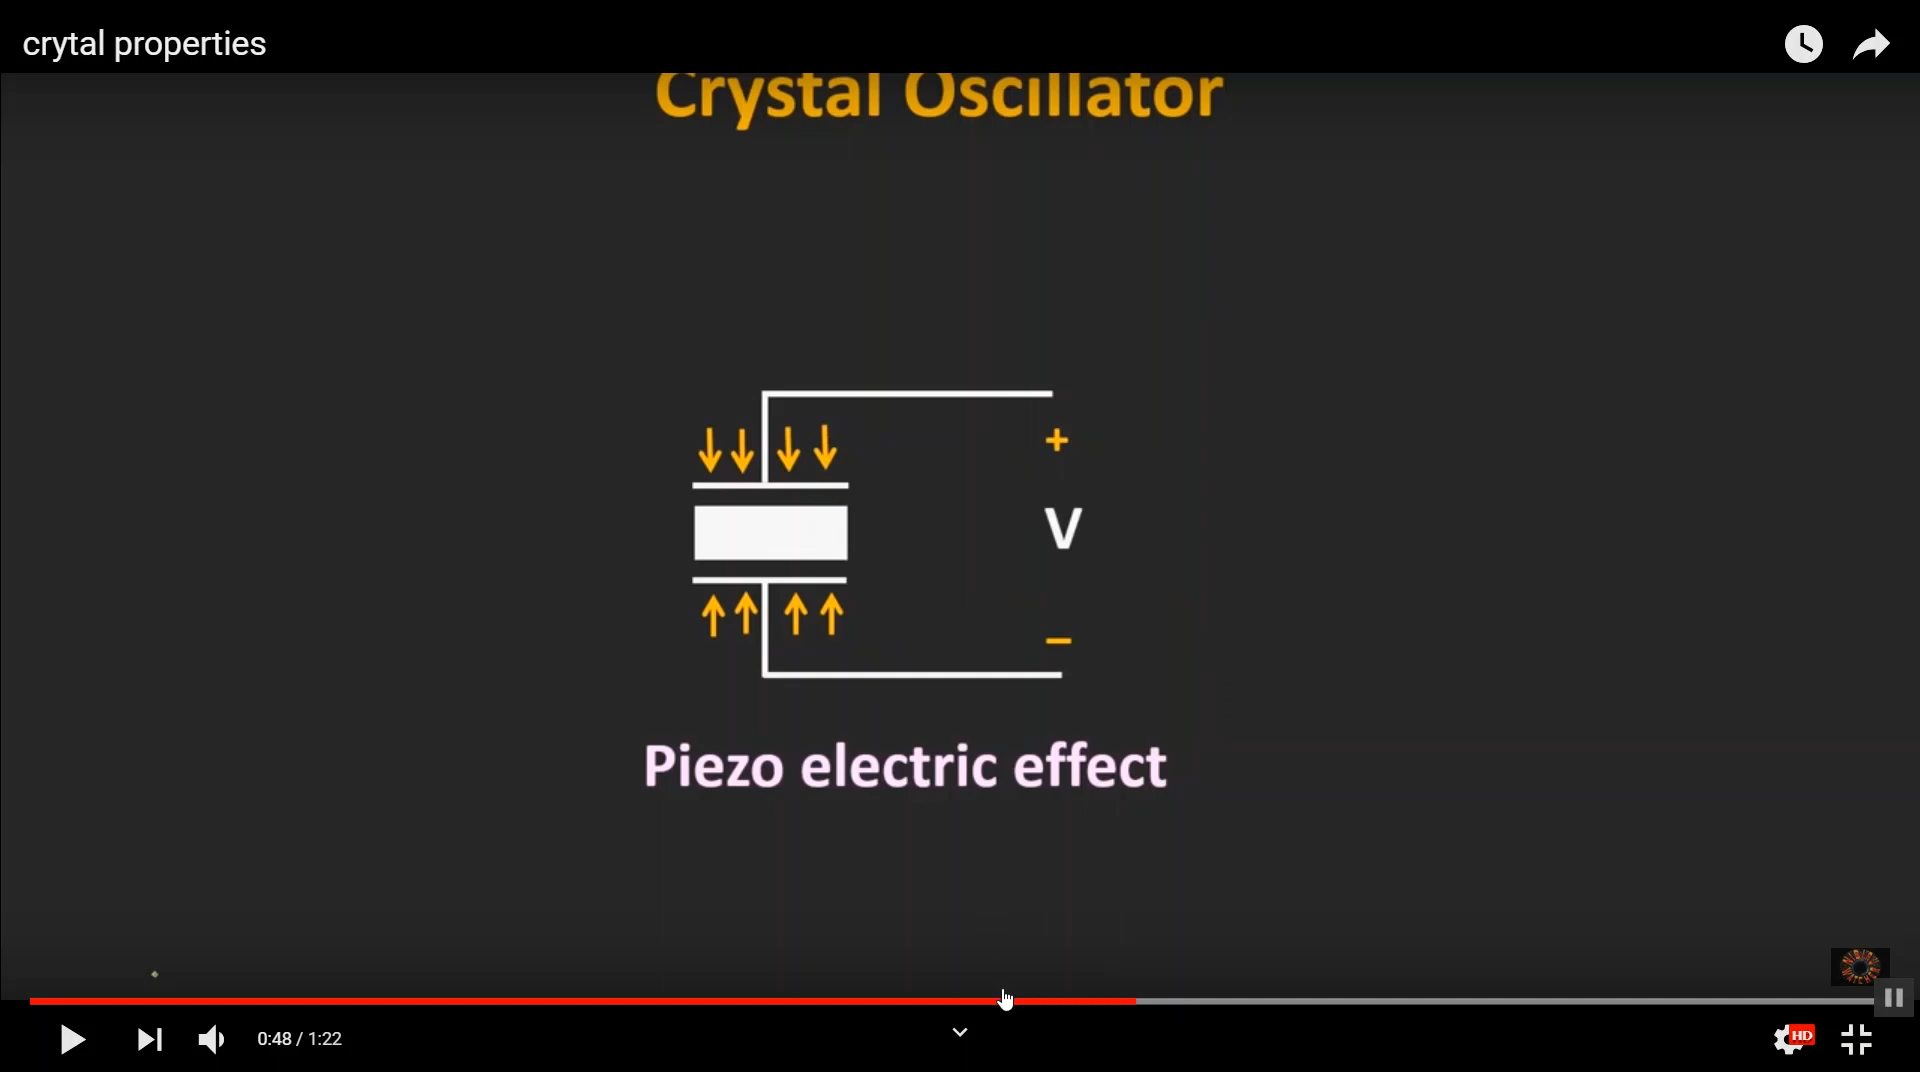 crytal properties
Crystal Oscillator
+
V
–
Piezo electric effect
0:48 / 1:22
HD